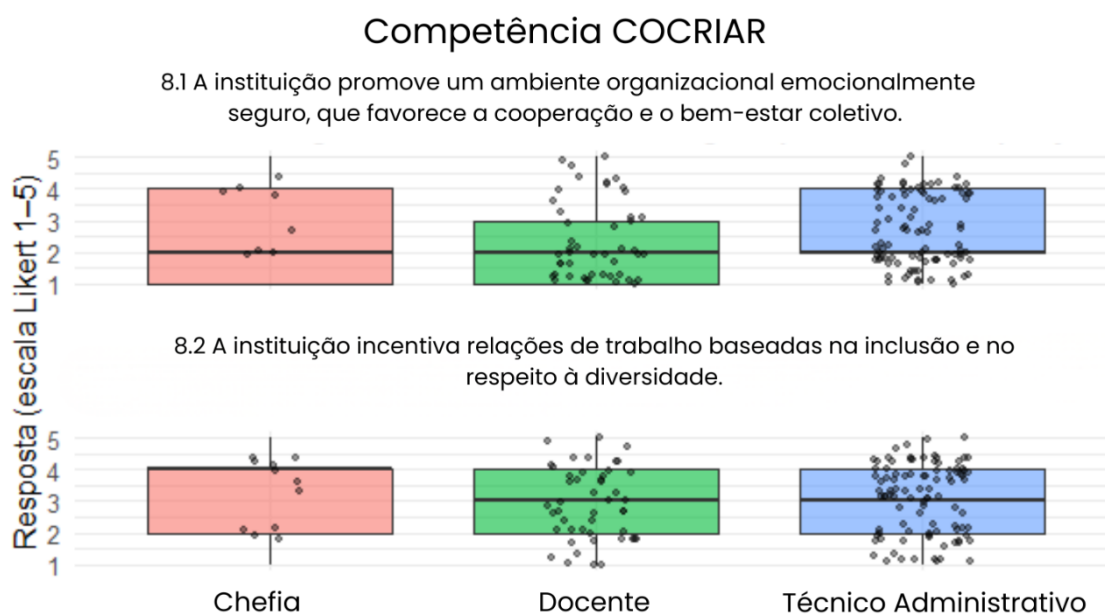 Competência COCRIAR
8.1 A instituição promove um ambiente organizacional emocionalmente
seguro, que favorece a cooperação e o bem-estar coletivo.
Resposta (escala Likert 1–5)
5
4
3
2
1
8.2 A instituição incentiva relações de trabalho baseadas na inclusão e no
respeito à diversidade.
5
4
3
2
1
Chefia Docente Técnico Administrativo